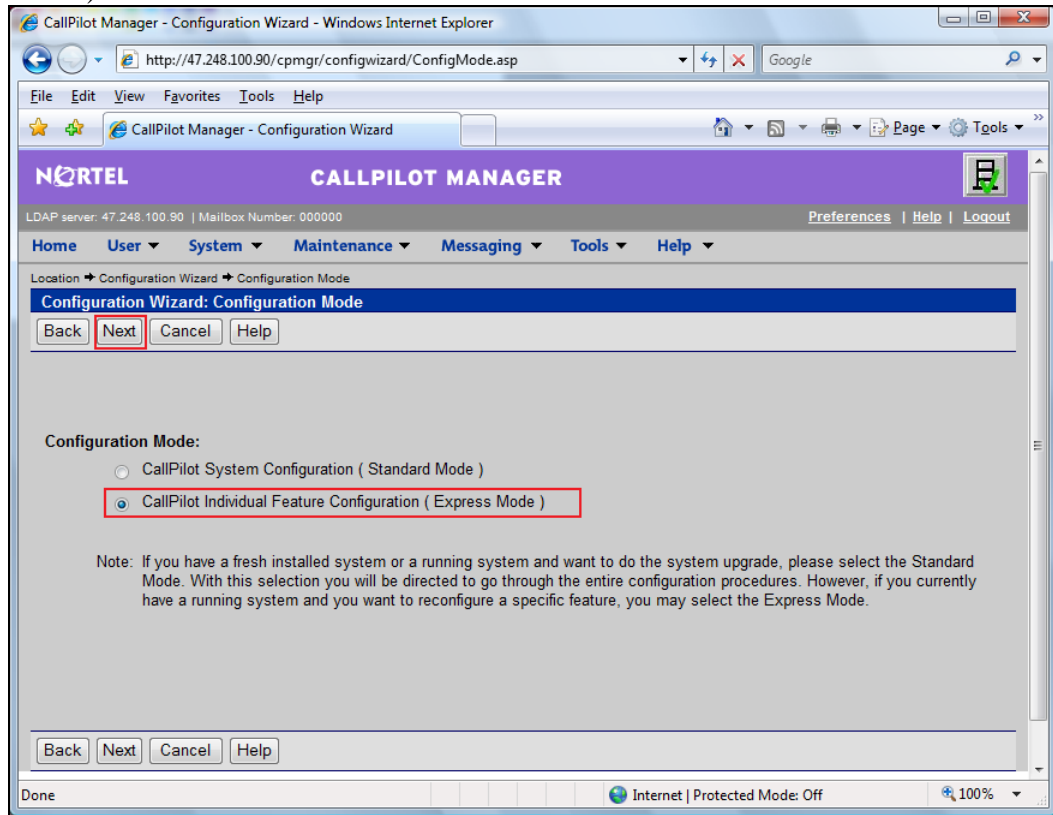 CallPilot Manager - Configuration Wizard - Windows Internet Explorer
http://47.248.100.90/cpmgr/configwizard/ConfigMode.asp
Google
File Edit View Favorites Tools Help
CallPilot Manager - Configuration Wizard
Page Tools »
NORTEL CALLPILOT MANAGER
LDAP server: 47.248.100.90 | Mailbox Number: 000000 Preferences | Help | Logout
Home User System Maintenance Messaging Tools Help
Location Configuration Wizard Configuration Mode
Configuration Wizard: Configuration Mode
Back Next Cancel Help
Configuration Mode:
CallPilot System Configuration ( Standard Mode )
CallPilot Individual Feature Configuration ( Express Mode )
Note: If you have a fresh installed system or a running system and want to do the system upgrade, please select the Standard
Mode. With this selection you will be directed to go through the entire configuration procedures. However, if you currently
have a running system and you want to reconfigure a specific feature, you may select the Express Mode.
Back Next Cancel Help
Done Internet | Protected Mode: Off 100%